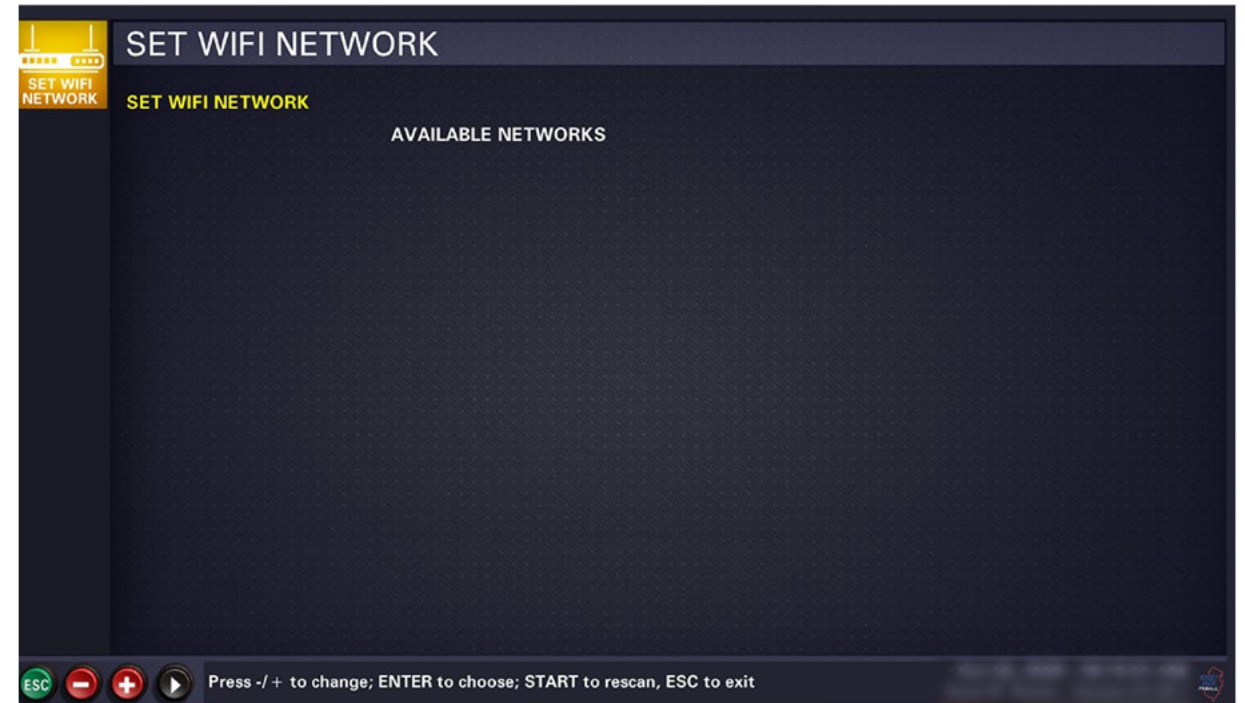 SET WIFI NETWORK
SET WIFI
NETWORK
SET WIFI NETWORK
AVAILABLE NETWORKS
ESC
Press -/+ to change; ENTER to choose; START to rescan, ESC to exit